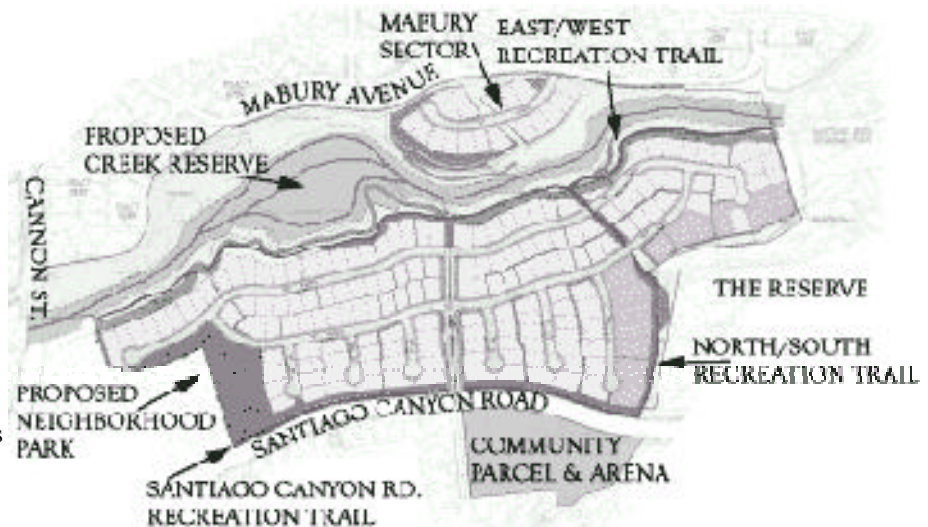 MABURY
SECTOR
EAST/WEST
RECREATION TRAIL
MABURY AVENUE
PROPOSED
CREEK RESERVE
CANNON ST.
THE RESERVE
NORTH/SOUTH
RECREATION TRAIL
PROPOSED
NEIGHBORHOOD
PARK
SANTIAGO CANYON ROAD
COMMUNITY
PARCEL & ARENA
SANTIAGO CANYON RD.
RECREATION TRAIL